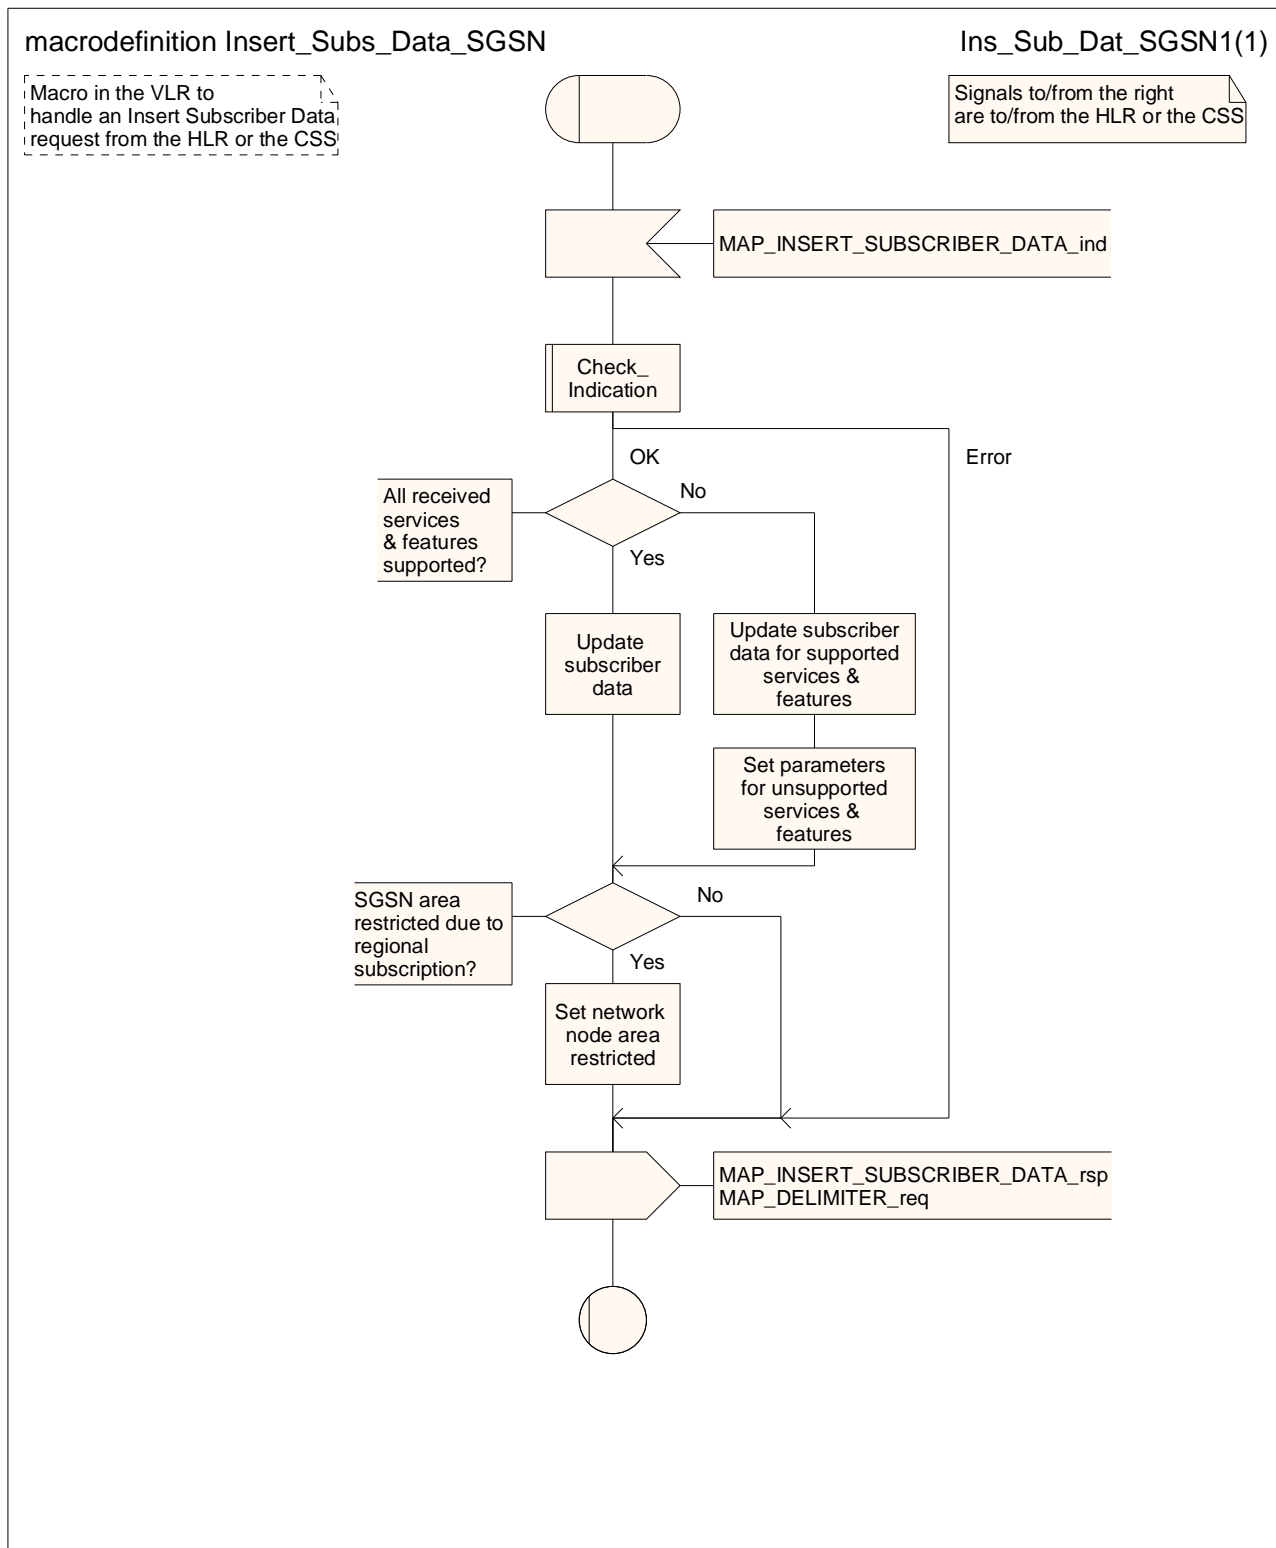 macrodefinition Insert_Subs_Data_SGSN
Ins_Sub_Dat_SGSN1(1)
Macro in the VLR to
handle an Insert Subscriber Data
request from the HLR or the CSS
Signals to/from the right
are to/from the HLR or the CSS
MAP_INSERT_SUBSCRIBER_DATA_ind
Check_
Indication
OK
Error
All received
services
& features
supported?
No
Yes
Update
subscriber
data
Update subscriber
data for supported
services &
features
Set parameters
for unsupported
services &
features
SGSN area
restricted due to
regional
subscription?
No
Yes
Set network
node area
restricted
MAP_INSERT_SUBSCRIBER_DATA_rsp
MAP_DELIMITER_req